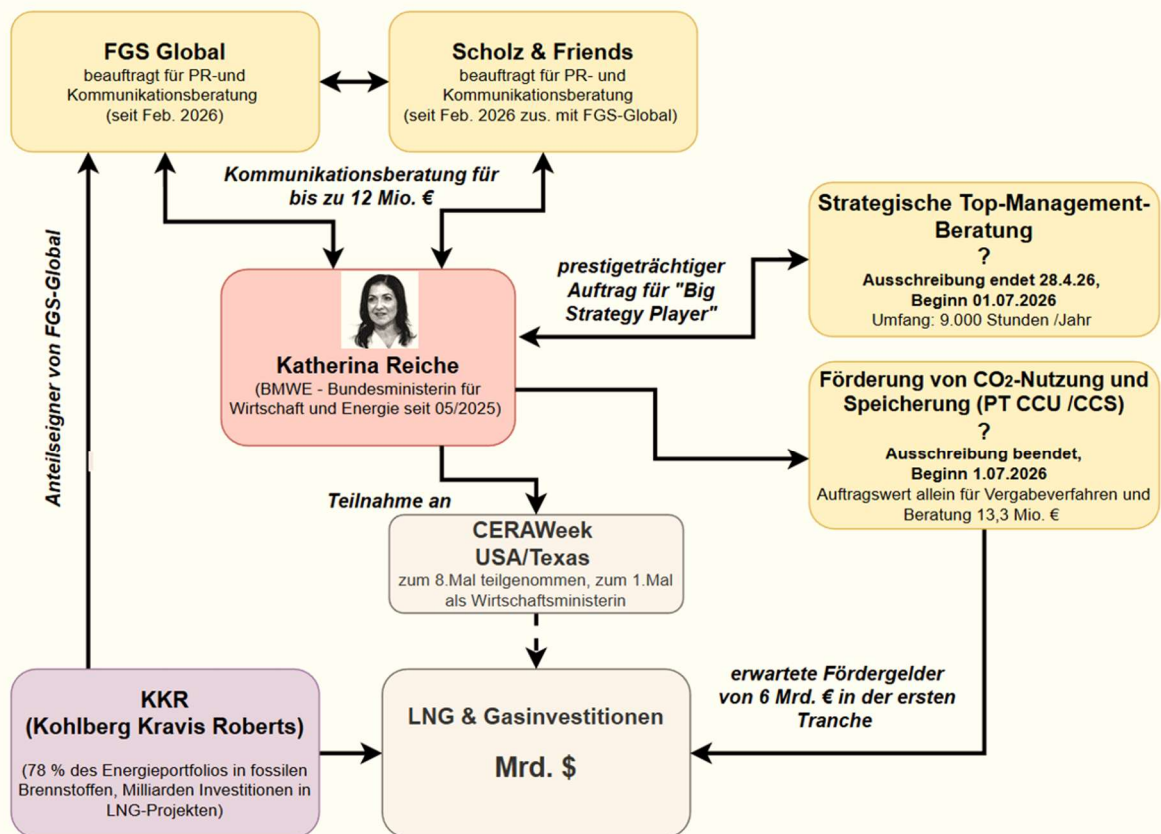 FGS Global
beauftragt für PR-und
Kommunikationsberatung
(seit Feb. 2026)
Scholz & Friends
beauftragt für PR- und
Kommunikationsberatung
(seit Feb. 2026 zus. mit FGS-Global)
Kommunikationsberatung für
bis zu 12 Mio. €
Anteilseigner von FGS-Global
Strategische Top-Management-
Beratung
?
Ausschreibung endet 28.4.26,
Beginn 01.07.2026
Umfang: 9.000 Stunden /Jahr
prestigeträchtiger
Auftrag für "Big
Strategy Player"
Katherina Reiche
(BMWE - Bundesministerin für
Wirtschaft und Energie seit 05/2025)
Förderung von CO2-Nutzung und
Speicherung (PT CCU /CCS)
?
Ausschreibung beendet,
Beginn 1.07.2026
Auftragswert allein für Vergabeverfahren und
Beratung 13,3 Mio. €
Teilnahme an
CERAWeek
USA/Texas
zum 8.Mal teilgenommen, zum 1.Mal
als Wirtschaftsministerin
KKR
(Kohlberg Kravis Roberts)
(78 % des Energieportfolios in fossilen
Brennstoffen, Milliarden Investitionen in
LNG-Projekten)
LNG & Gasinvestitionen
Mrd. $
erwartete Fördergelder
von 6 Mrd. € in der ersten
Tranche